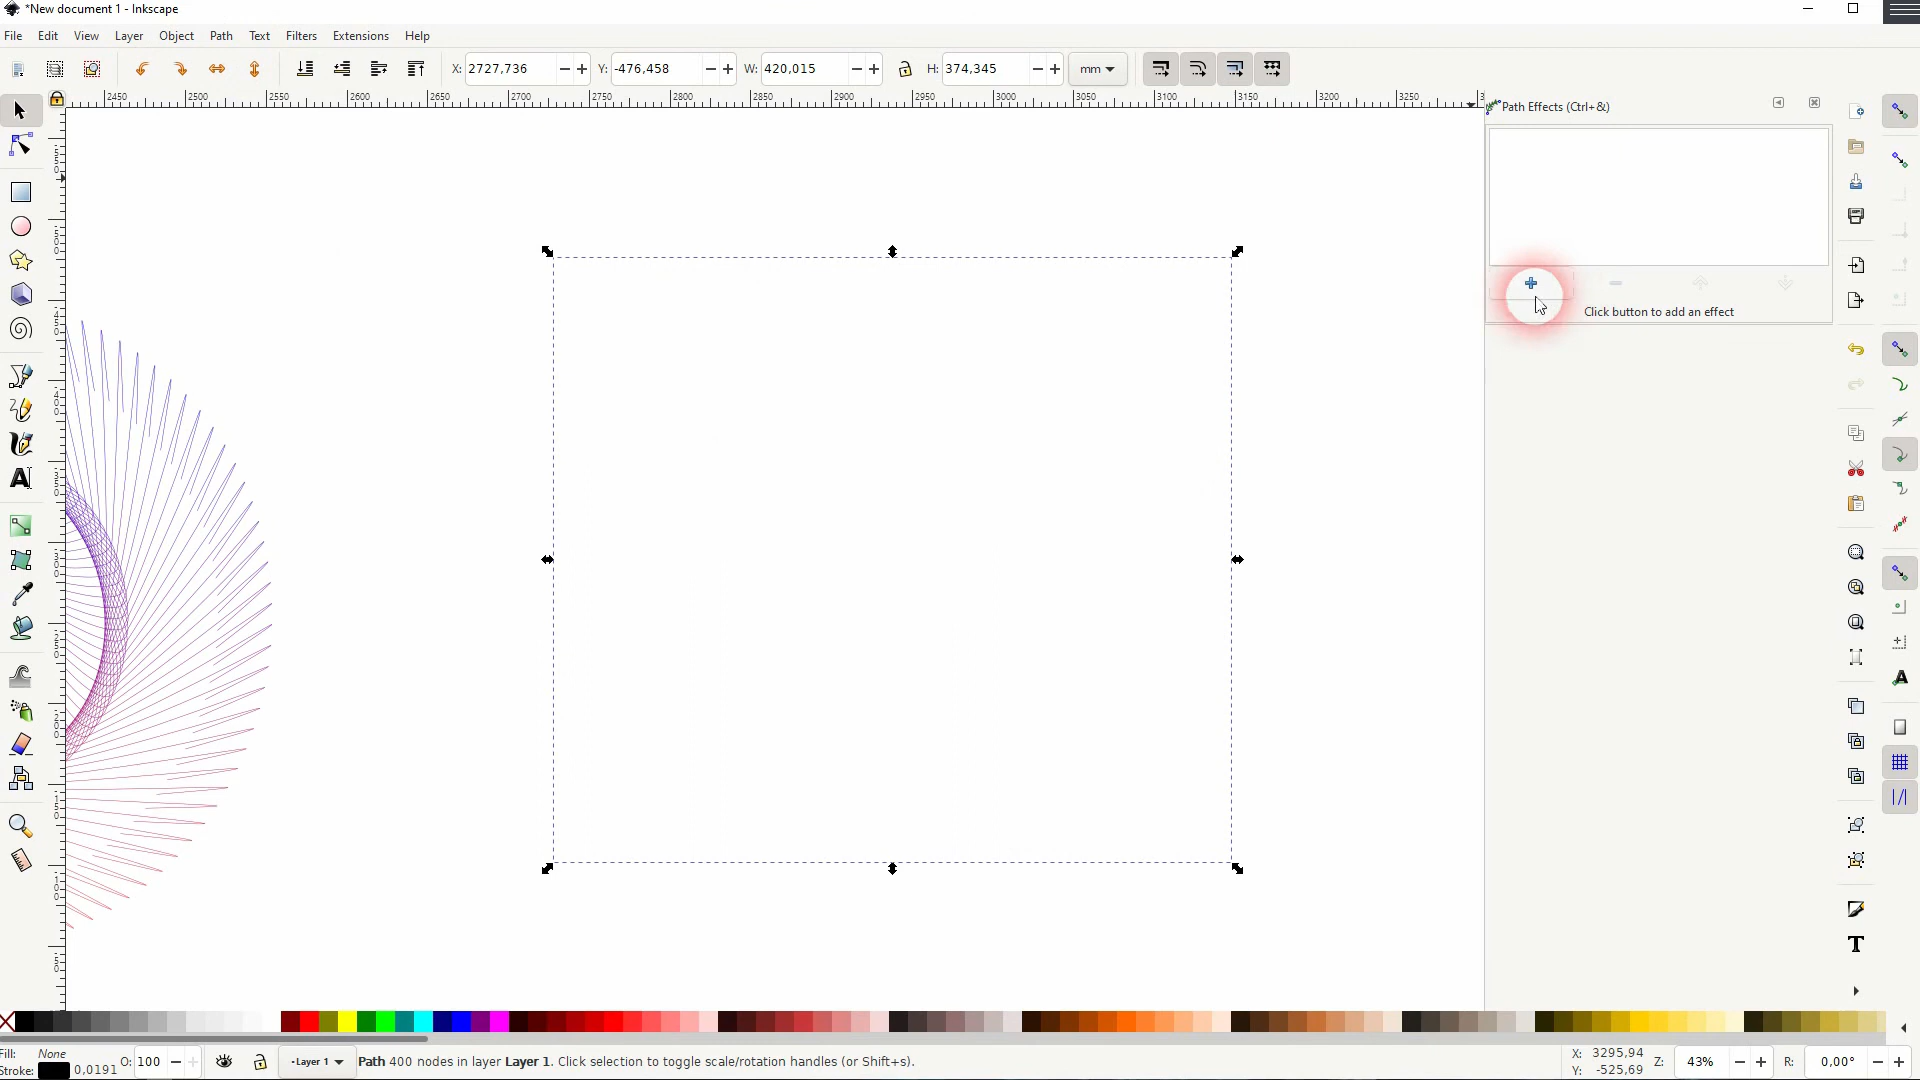 *New document 1 - Inkscape
File Edit View Layer Object Path Text Filters Extensions Help
X: 2727,736 Y: -476,458 W: 420,015 H: 374,345 mm
2450 2500 2550 2600 2650 2700 2750 2800 2850 2900 2950 3000 3050 3100 3150 3200 3250
Path Effects (Ctrl+&)
Click button to add an effect
Fill: None
Stroke: 0,0191
O: 100
-Layer 1
Path 400 nodes in layer Layer 1. Click selection to toggle scale/rotation handles (or Shift+s).
X: 3295,94
Y: -525,69
Z: 43%
R: 0,00°